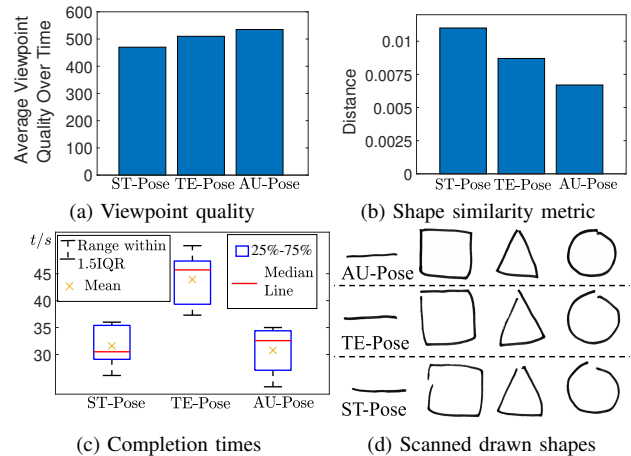 Average Viewpoint
Quality Over Time
600
500
400
300
200
100
0
ST-Pose TE-Pose AU-Pose
(a) Viewpoint quality
Distance
0.01
0.0075
0.005
0.0025
0
ST-Pose TE-Pose AU-Pose
(b) Shape similarity metric
t/s
45
40
35
30
Range within
1.5IQR
Mean
25%-75%
Median
Line
ST-Pose TE-Pose AU-Pose
(c) Completion times
AU-Pose
TE-Pose
ST-Pose
(d) Scanned drawn shapes